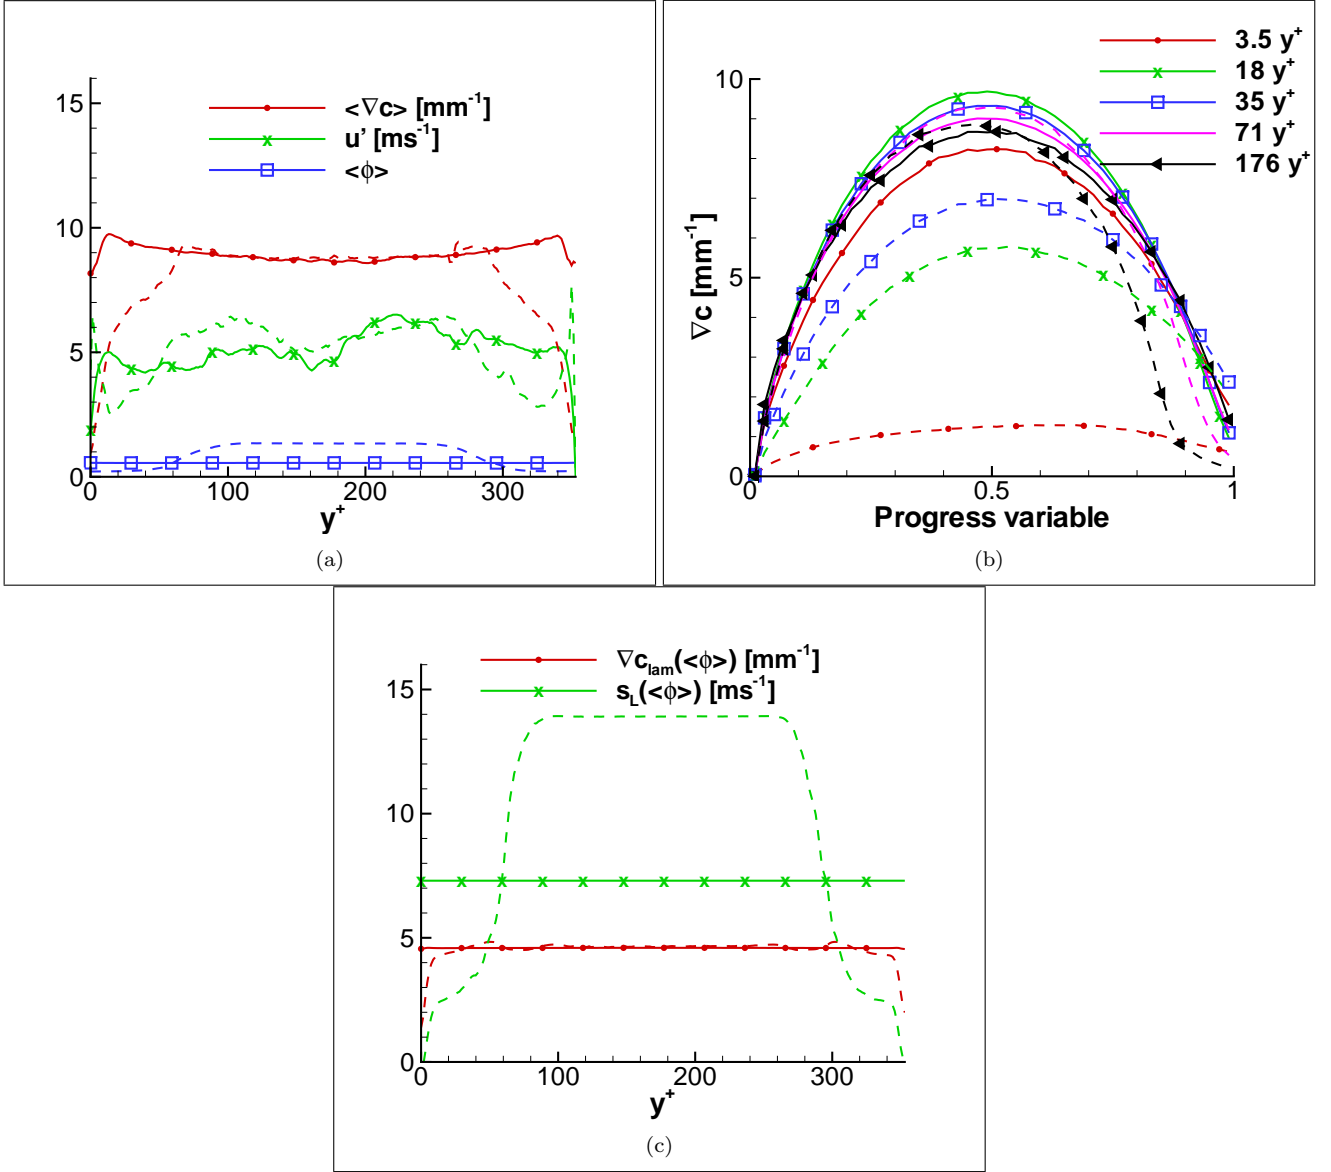 <∇c> [mm⁻¹]
u' [ms⁻¹]
<ϕ>
15
10
5
0
0 100 200 300
y⁺
(a)
3.5 y⁺
18 y⁺
35 y⁺
71 y⁺
176 y⁺
10
5
0
∇c [mm⁻¹]
0 0.5 1
Progress variable
(b)
∇c_lam(<ϕ>) [mm⁻¹]
s_L(<ϕ>) [ms⁻¹]
15
10
5
0
0 100 200 300
y⁺
(c)